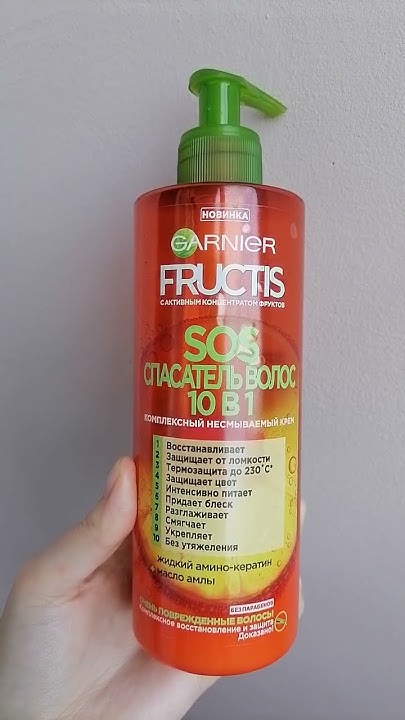 НОВИНКА
GARNIER
FRUCTIS
С АКТИВНЫМ КОНЦЕНТРАТОМ ФРУКТОВ
SOS
СПАСАТЕЛЬ ВОЛОС
10 В 1
КОМПЛЕКСНЫЙ НЕСМЫВАЕМЫЙ КРЕМ
1 Восстанавливает
2 Защищает от ломкости
3 Термозащита до 230°С*
4 Защищает цвет
5 Интенсивно питает
6 Придает блеск
7 Разглаживает
8 Смягчает
9 Укрепляет
10 Без утяжеления
жидкий амино-кератин
масло амлы
БЕЗ ПАРАБЕНОВ
ОЧЕНЬ ПОВРЕЖДЕННЫЕ ВОЛОСЫ
Комплексное восстановление и защита
Доказано!